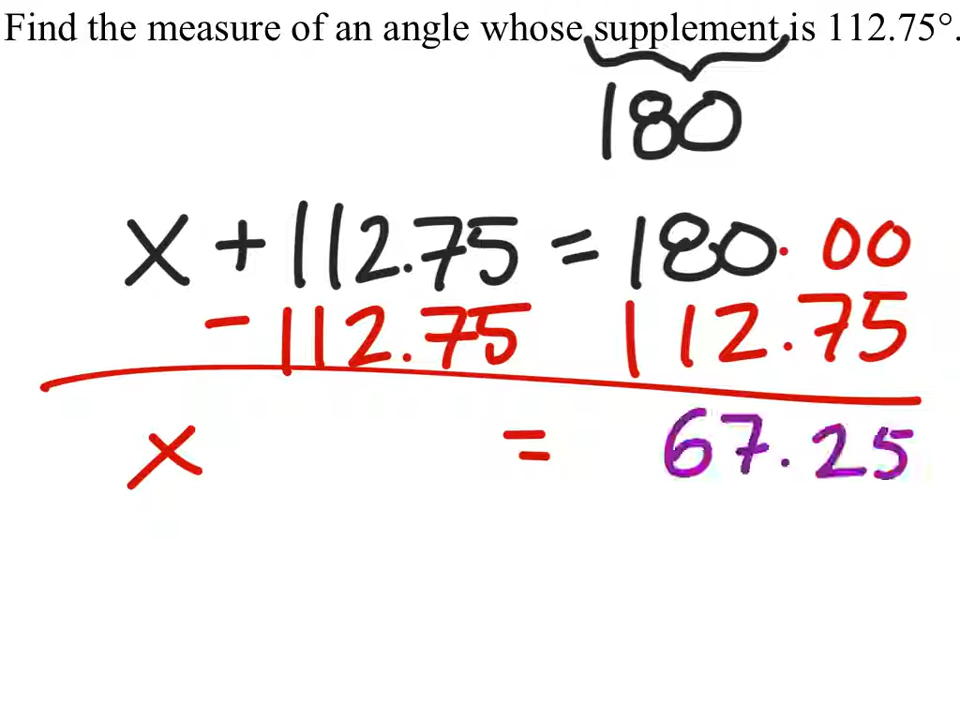 Find the measure of an angle whose supplement is 112.75°.
180
x + 112.75 = 180.00
- 112.75 112.75
x = 67.25